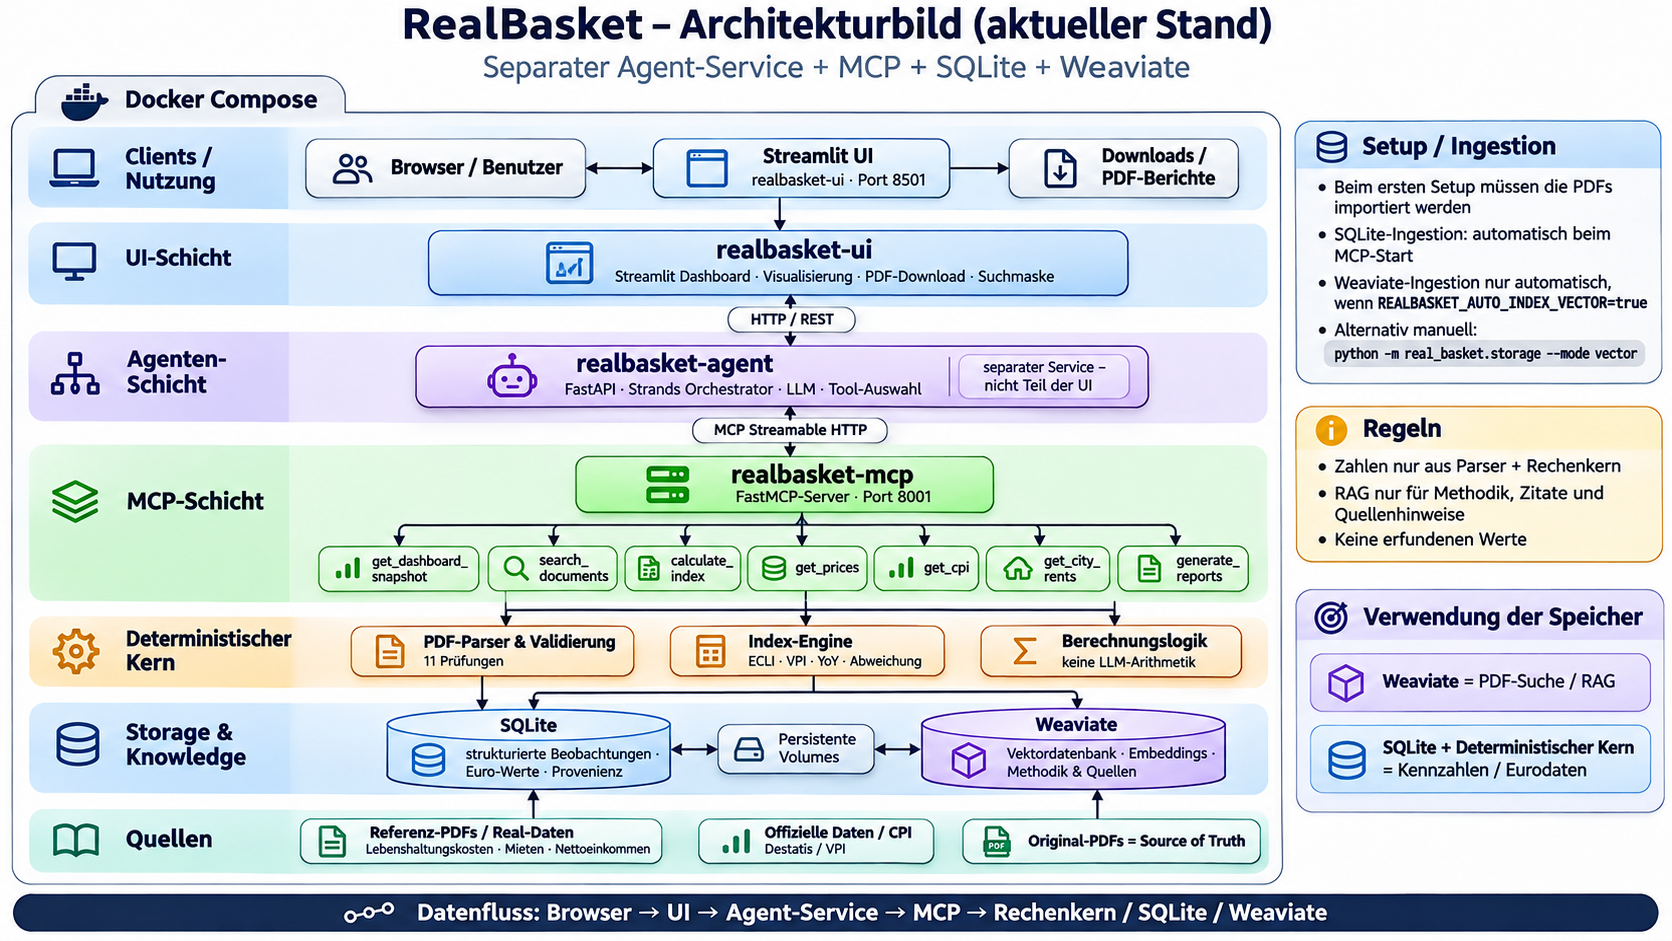 RealBasket – Architekturbild (aktueller Stand)
Separater Agent-Service + MCP + SQLite + Weaviate
Docker Compose
Clients /
Nutzung
Browser / Benutzer
Streamlit UI
realbasket-ui · Port 8501
Downloads /
PDF-Berichte
UI-Schicht
realbasket-ui
Streamlit Dashboard · Visualisierung · PDF-Download · Suchmaske
HTTP / REST
Agenten-
Schicht
realbasket-agent
FastAPI · Strands Orchestrator · LLM · Tool-Auswahl
separater Service –
nicht Teil der UI
MCP Streamable HTTP
MCP-Schicht
realbasket-mcp
FastMCP-Server · Port 8001
get_dashboard_
snapshot
search_
documents
calculate_
index
get_prices
get_cpi
get_city_
rents
generate_
reports
Deterministischer
Kern
PDF-Parser & Validierung
11 Prüfungen
Index-Engine
ECLI · VPI · YoY · Abweichung
Berechnungslogik
keine LLM-Arithmetik
Storage &
Knowledge
SQLite
strukturierte Beobachtungen ·
Euro-Werte · Provenienz
Persistente
Volumes
Weaviate
Vektordatenbank · Embeddings ·
Methodik & Quellen
Quellen
Referenz-PDFs / Real-Daten
Lebenshaltungskosten · Mieten · Nettoeinkommen
Offizielle Daten / CPI
Destatis / VPI
PDF
Original-PDFs = Source of Truth
Setup / Ingestion
• Beim ersten Setup müssen die PDFs
importiert werden
• SQLite-Ingestion: automatisch beim
MCP-Start
• Weaviate-Ingestion nur automatisch,
wenn REALBASKET_AUTO_INDEX_VECTOR=true
• Alternativ manuell:
python -m real_basket.storage --mode vector
Regeln
• Zahlen nur aus Parser + Rechenkern
• RAG nur für Methodik, Zitate und
Quellenhinweise
• Keine erfundenen Werte
Verwendung der Speicher
Weaviate = PDF-Suche / RAG
SQLite + Deterministischer Kern
= Kennzahlen / Eurodaten
Datenfluss: Browser → UI → Agent-Service → MCP → Rechenkern / SQLite / Weaviate